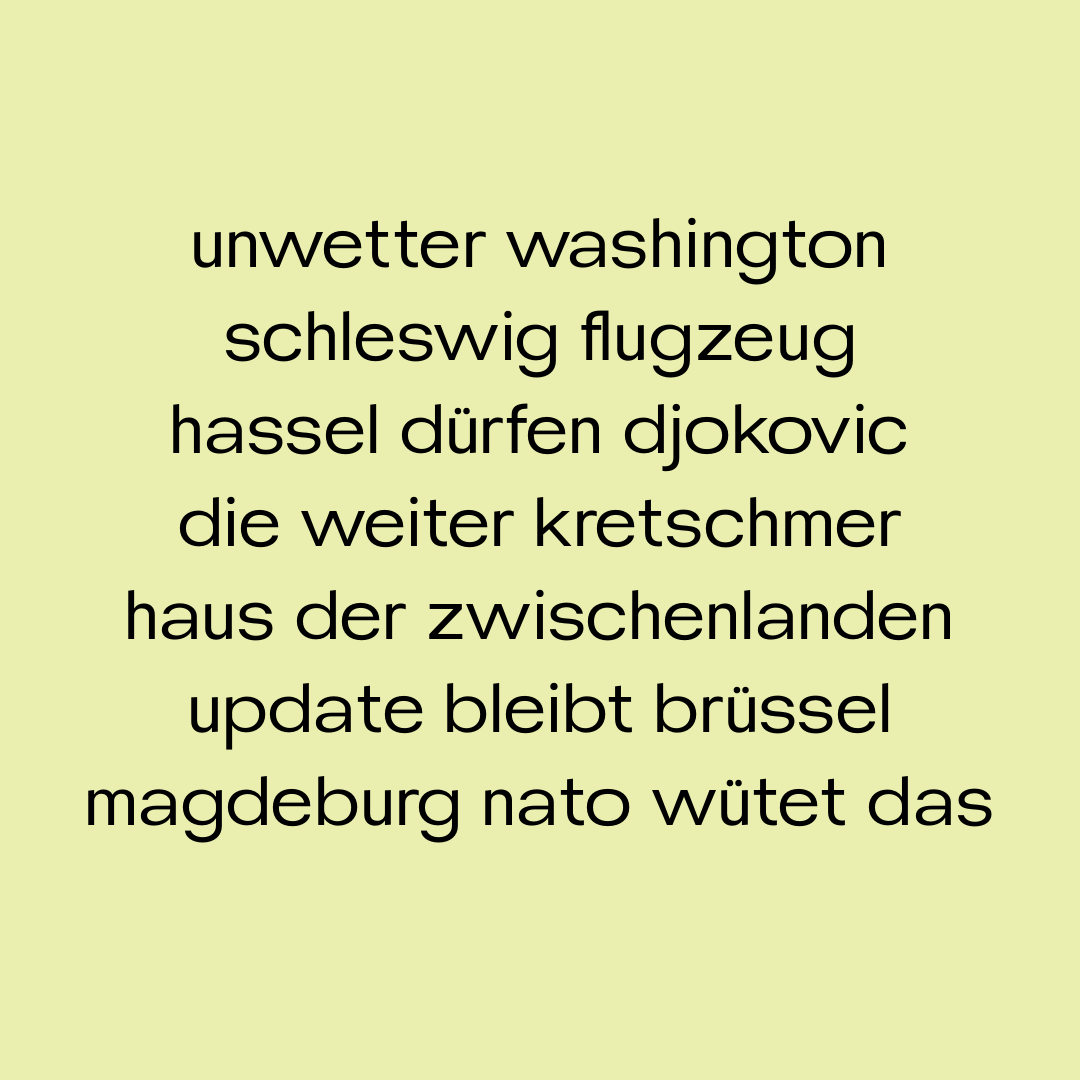 unwetter washington
schleswig flugzeug
hassel dürfen djokovic
die weiter kretschmer
haus der zwischenlanden
update bleibt brüssel
magdeburg nato wütet das